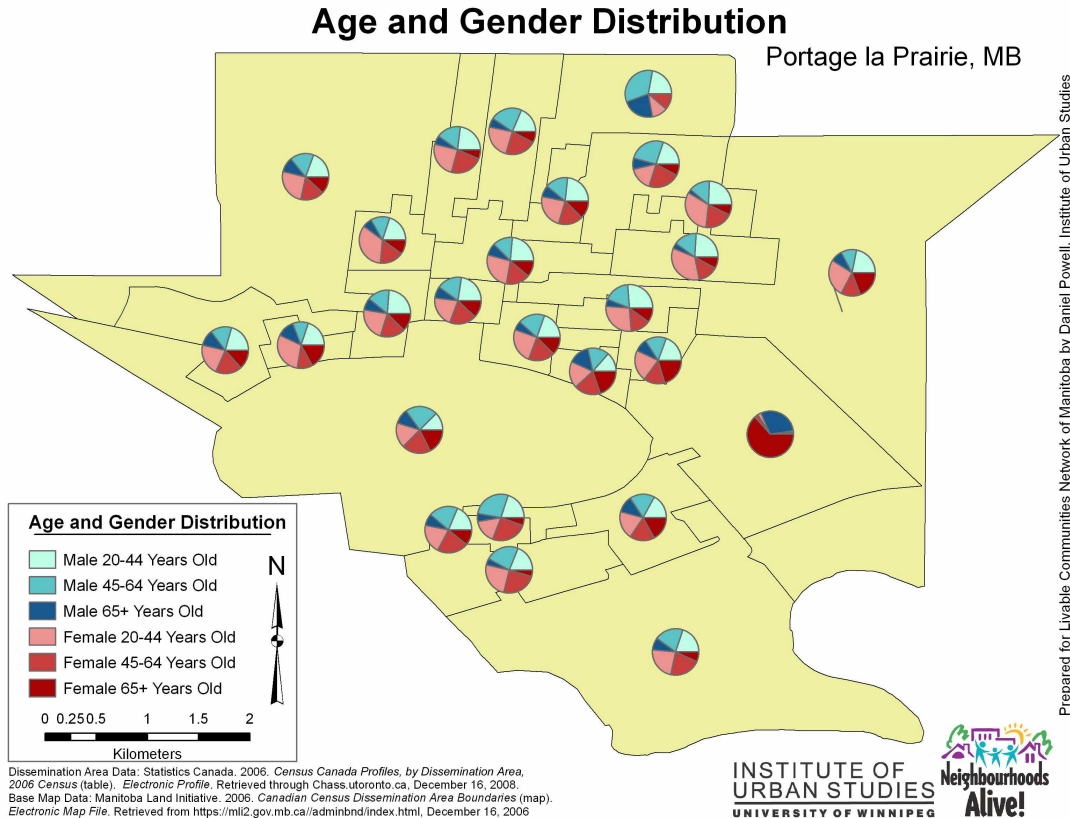 Age and Gender Distribution
Portage la Prairie, MB
Prepared for Livable Communities Network of Manitoba by Daniel Powell. Institute of Urban Studies
Age and Gender Distribution
Male 20-44 Years Old
Male 45-64 Years Old
Male 65+ Years Old
Female 20-44 Years Old
Female 45-64 Years Old
Female 65+ Years Old
N
0 0.25 0.5 1 1.5 2
Kilometers
Dissemination Area Data: Statistics Canada. 2006. Census Canada Profiles, by Dissemination Area,
2006 Census (table). Electronic Profile. Retrieved through Chass.utoronto.ca, December 16, 2008.
Base Map Data: Manitoba Land Initiative. 2006. Canadian Census Dissemination Area Boundaries (map).
Electronic Map File. Retrieved from https://mli2.gov.mb.ca//adminbnd/index.html, December 16, 2006
INSTITUTE OF
URBAN STUDIES
UNIVERSITY OF WINNIPEG
Neighbourhoods
Alive!